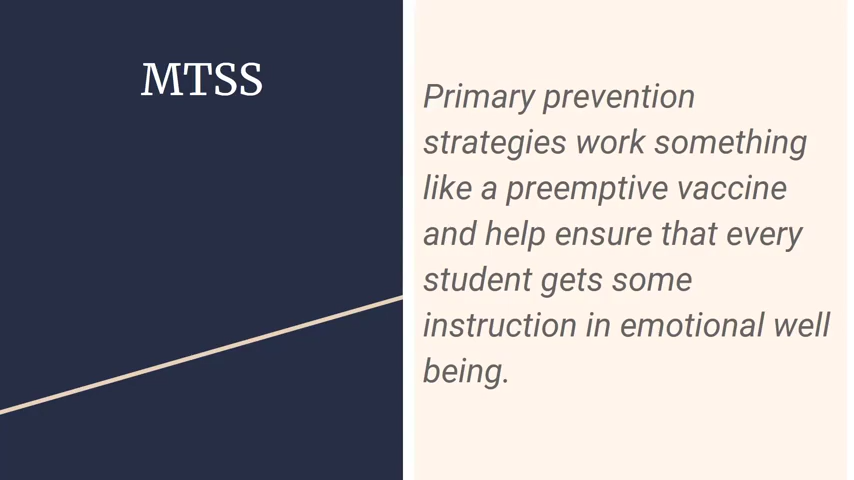 MTSS
Primary prevention
strategies work something
like a preemptive vaccine
and help ensure that every
student gets some
instruction in emotional well
being.